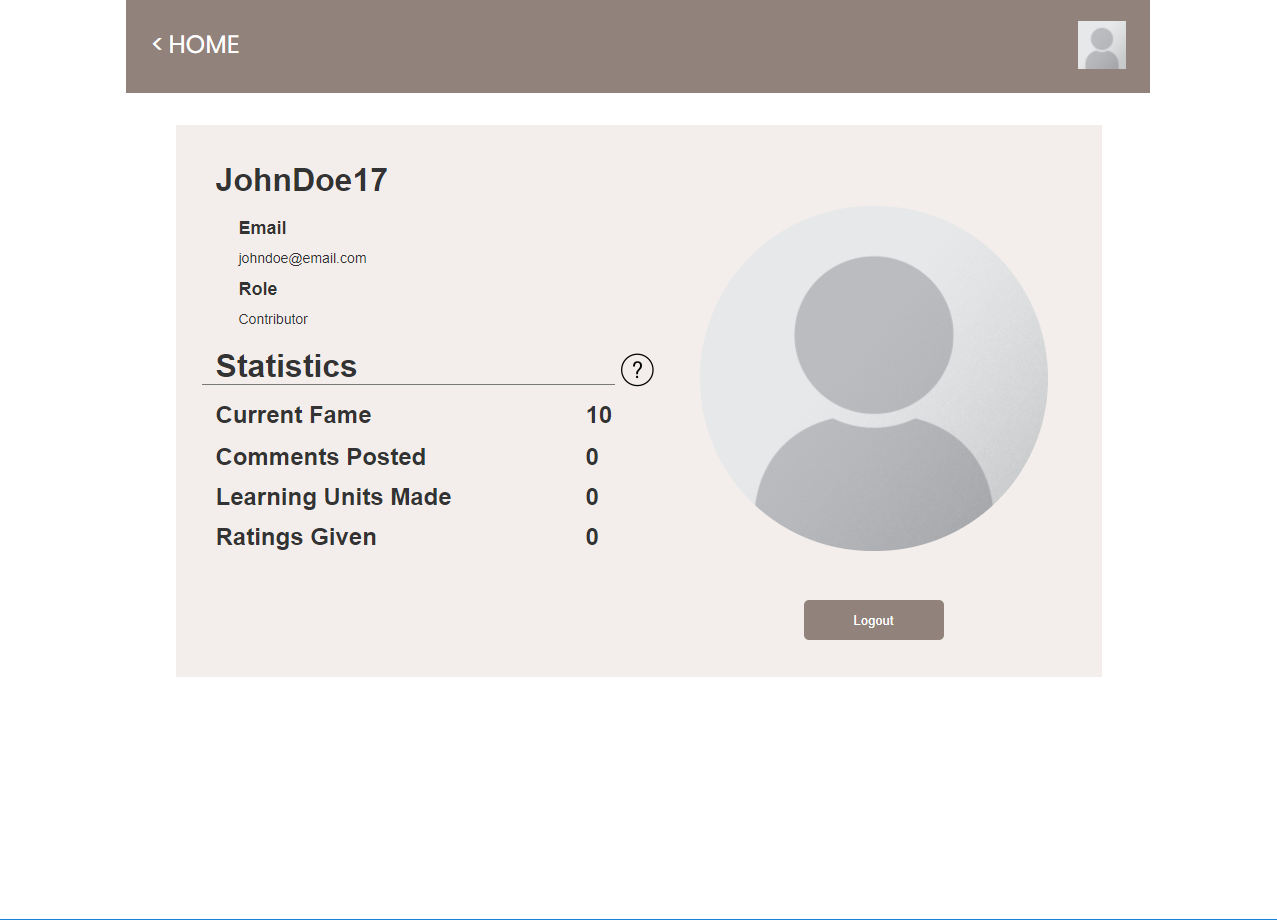 < HOME
JohnDoe17
Email
johndoe@email.com
Role
Contributor
Statistics ?
Current Fame 10
Comments Posted 0
Learning Units Made 0
Ratings Given 0
Logout